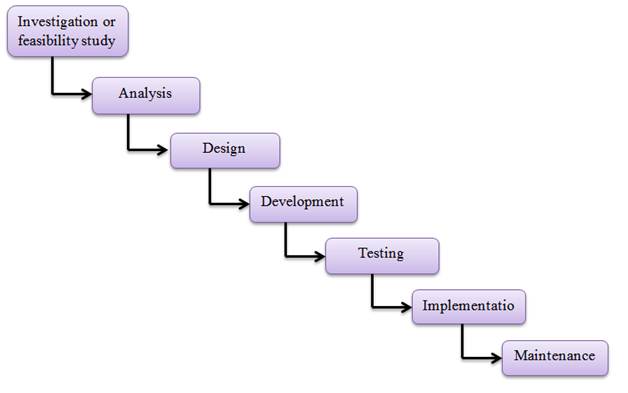 Investigation or
feasibility study
Analysis
Design
Development
Testing
Implementatio
Maintenance